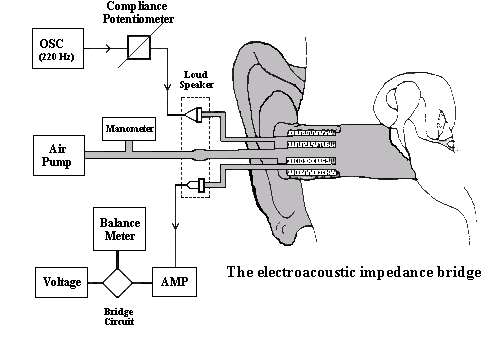 Compliance
Potentiometer
OSC
(220 Hz)
Loud
Speaker
Manometer
Air
Pump
Balance
Meter
Voltage
AMP
Bridge
Circuit
The electroacoustic impedance bridge